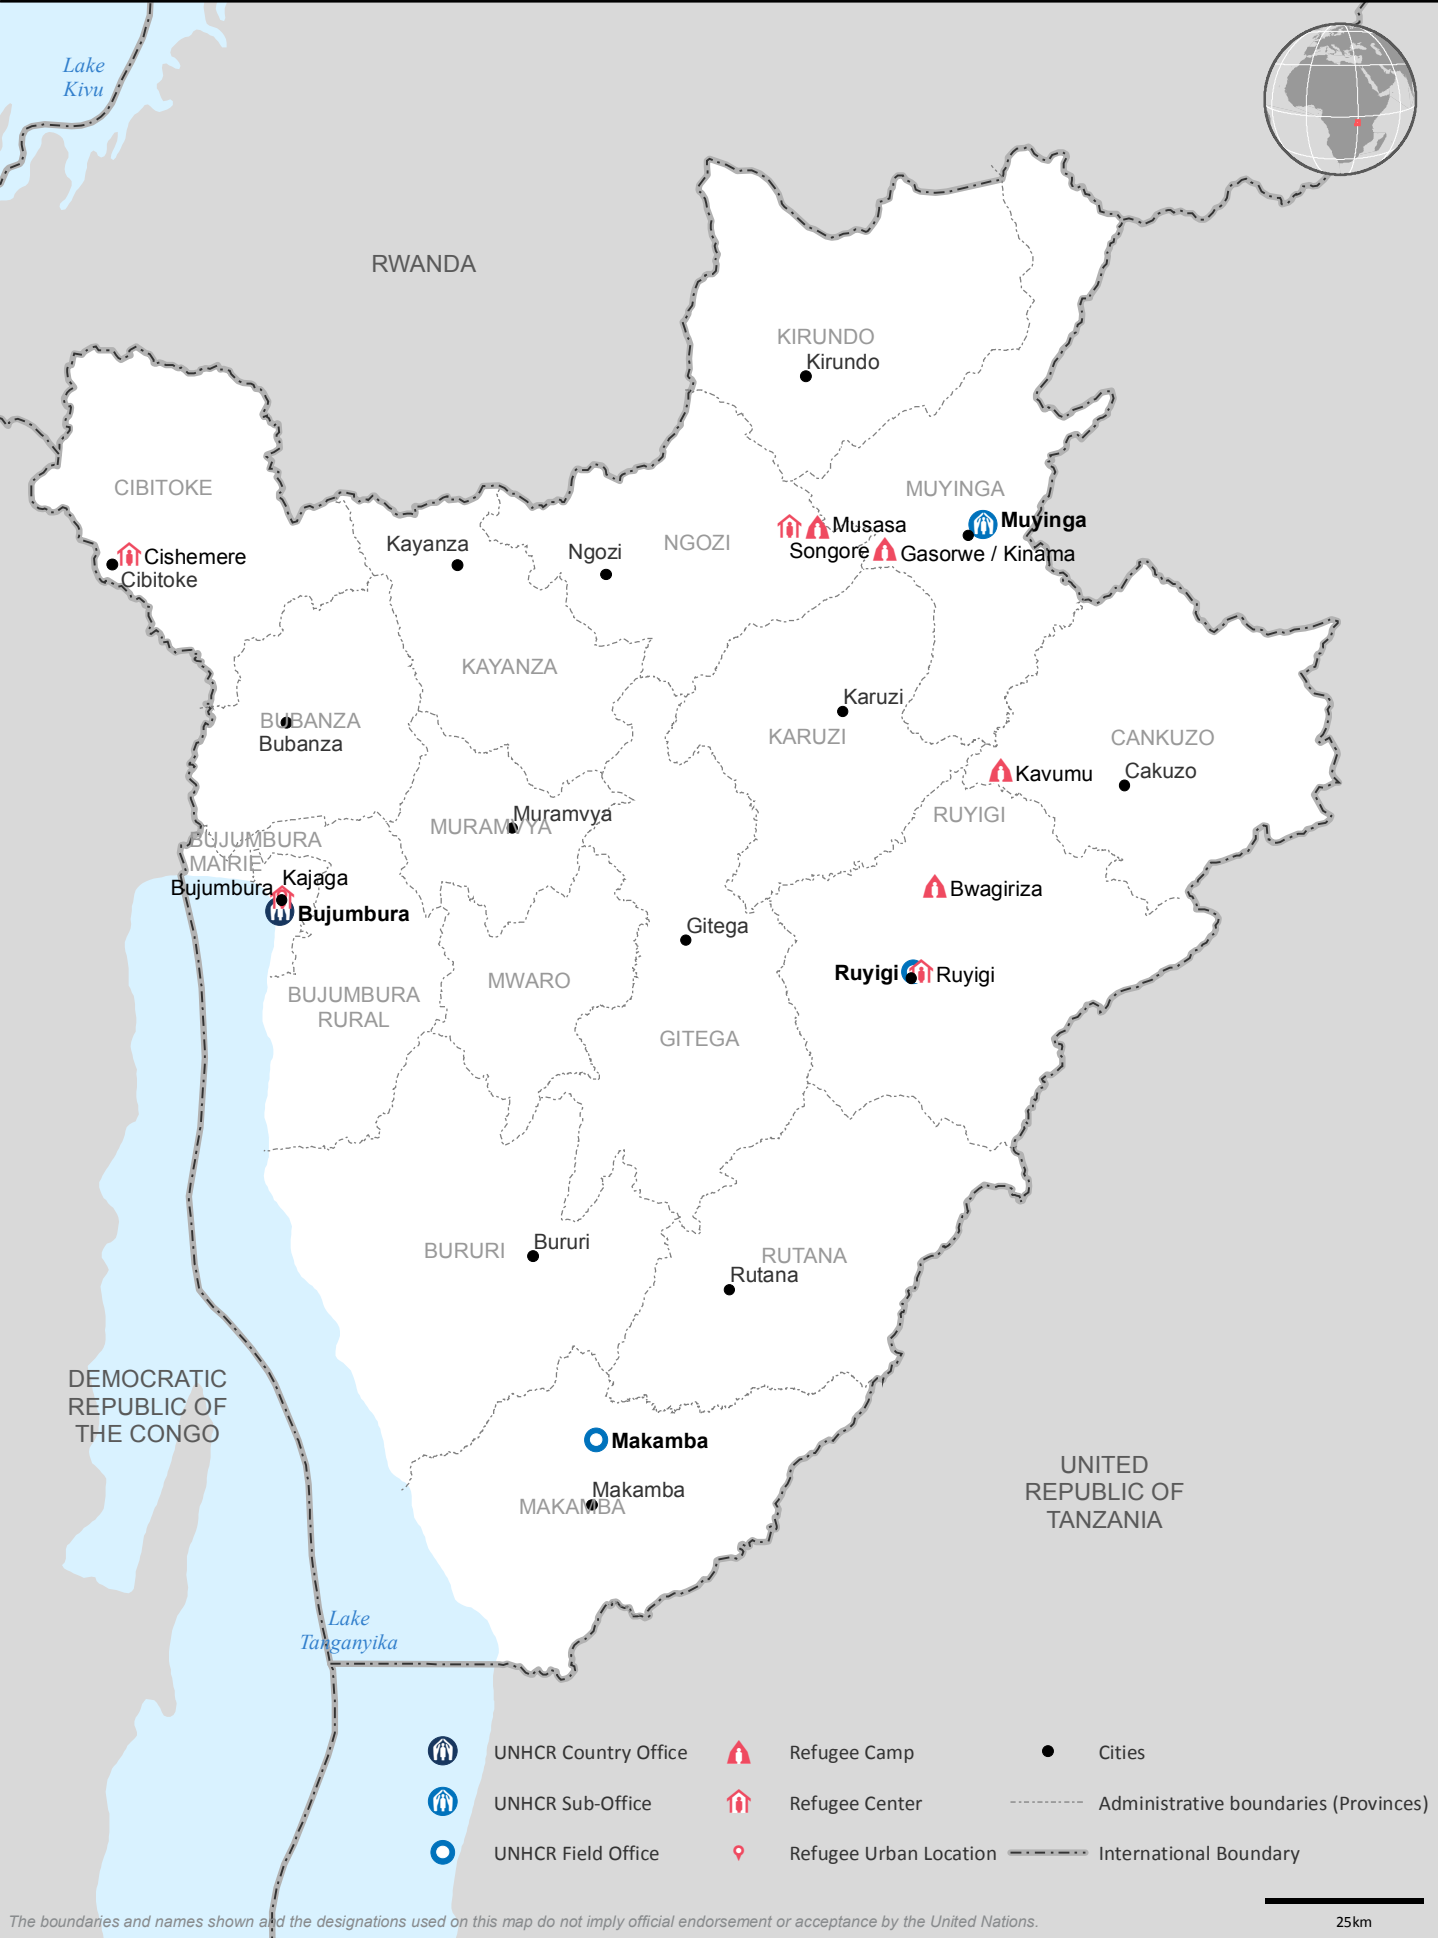 Lake
Kivu
RWANDA
KIRUNDO
Kirundo
CIBITOKE
MUYINGA
Muyinga
Musasa
Songore
Gasorwe / Kinama
Cishemere
Cibitoke
Kayanza
Ngozi
NGOZI
KAYANZA
Karuzi
KARUZI
BUBANZA
Bubanza
CANKUZO
Cakuzo
Kavumu
RUYIGI
Muramvya
MURAMVYA
BUJUMBURA
MAIRIE
Kajaga
Bujumbura
Bujumbura
Bwagiriza
Gitega
Ruyigi
Ruyigi
MWARO
BUJUMBURA
RURAL
GITEGA
BURURI
Bururi
RUTANA
Rutana
DEMOCRATIC
REPUBLIC OF
THE CONGO
Makamba
Makamba
MAKAMBA
UNITED
REPUBLIC OF
TANZANIA
Lake
Tanganyika
UNHCR Country Office
Refugee Camp
Cities
UNHCR Sub-Office
Refugee Center
Administrative boundaries (Provinces)
UNHCR Field Office
Refugee Urban Location
International Boundary
The boundaries and names shown and the designations used on this map do not imply official endorsement or acceptance by the United Nations.
25km